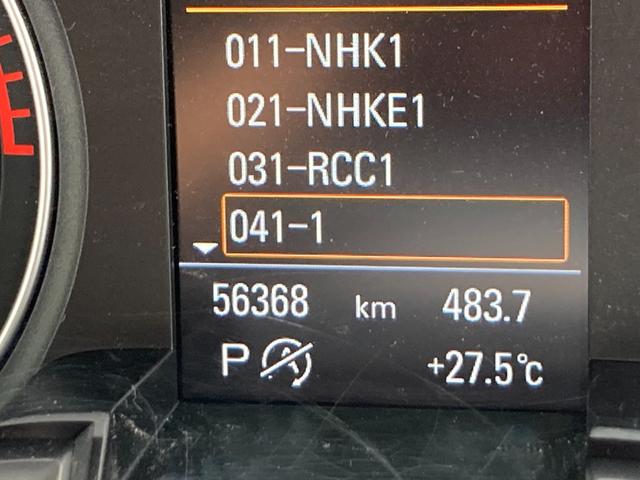 011-NHK1
021-NHKE1
031-RCC1
041-1
56368 km 483.7
P A +27.5°c